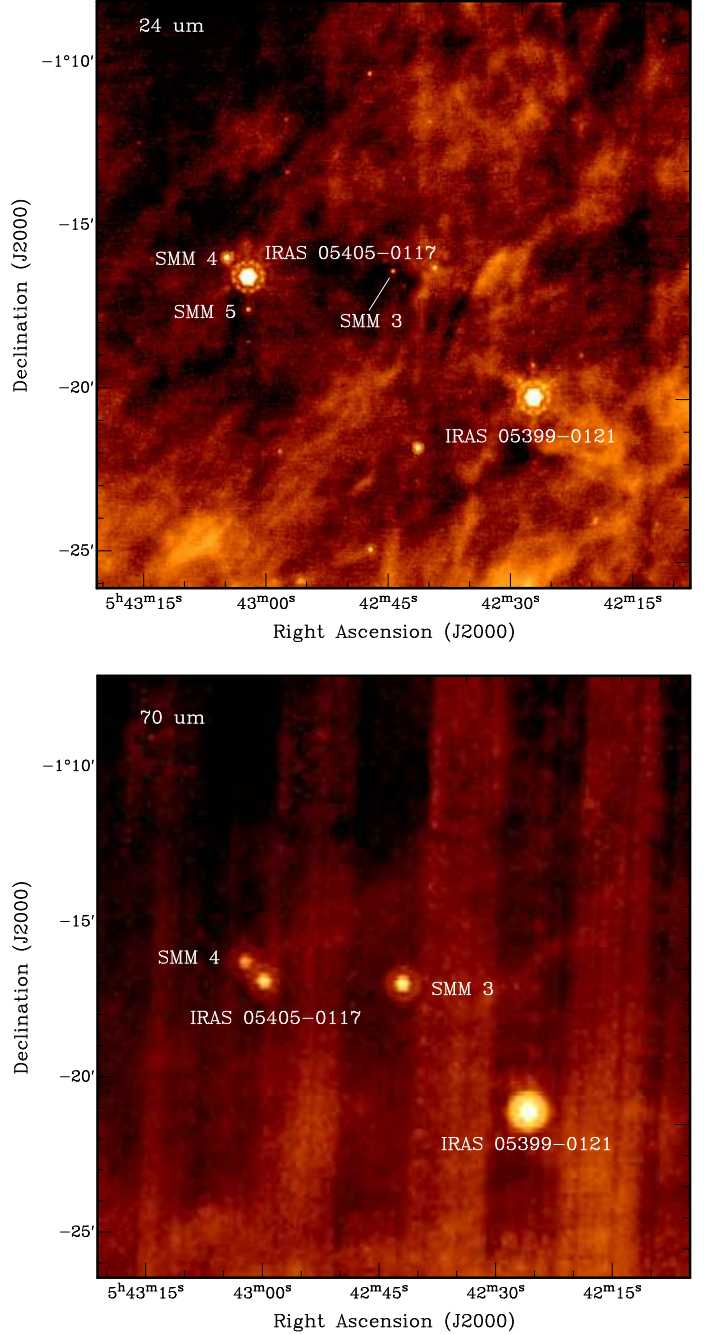 24 um
-1°10′
-15′
SMM 4
IRAS 05405-0117
SMM 5
SMM 3
-20′
IRAS 05399-0121
-25′
5ʰ43ᵐ15ˢ 43ᵐ00ˢ 42ᵐ45ˢ 42ᵐ30ˢ 42ᵐ15ˢ
Right Ascension (J2000)
Declination (J2000)
70 um
-1°10′
-15′
SMM 4
SMM 3
IRAS 05405-0117
-20′
IRAS 05399-0121
-25′
5ʰ43ᵐ15ˢ 43ᵐ00ˢ 42ᵐ45ˢ 42ᵐ30ˢ 42ᵐ15ˢ
Right Ascension (J2000)
Declination (J2000)